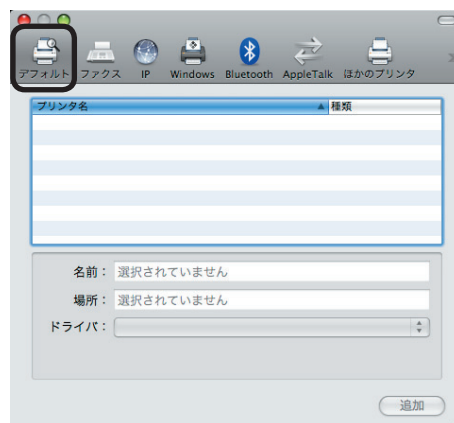 デフォルト ファクス IP Windows Bluetooth AppleTalk ほかのプリンタ
プリンタ名 種類
名前： 選択されていません
場所： 選択されていません
ドライバ：
追加